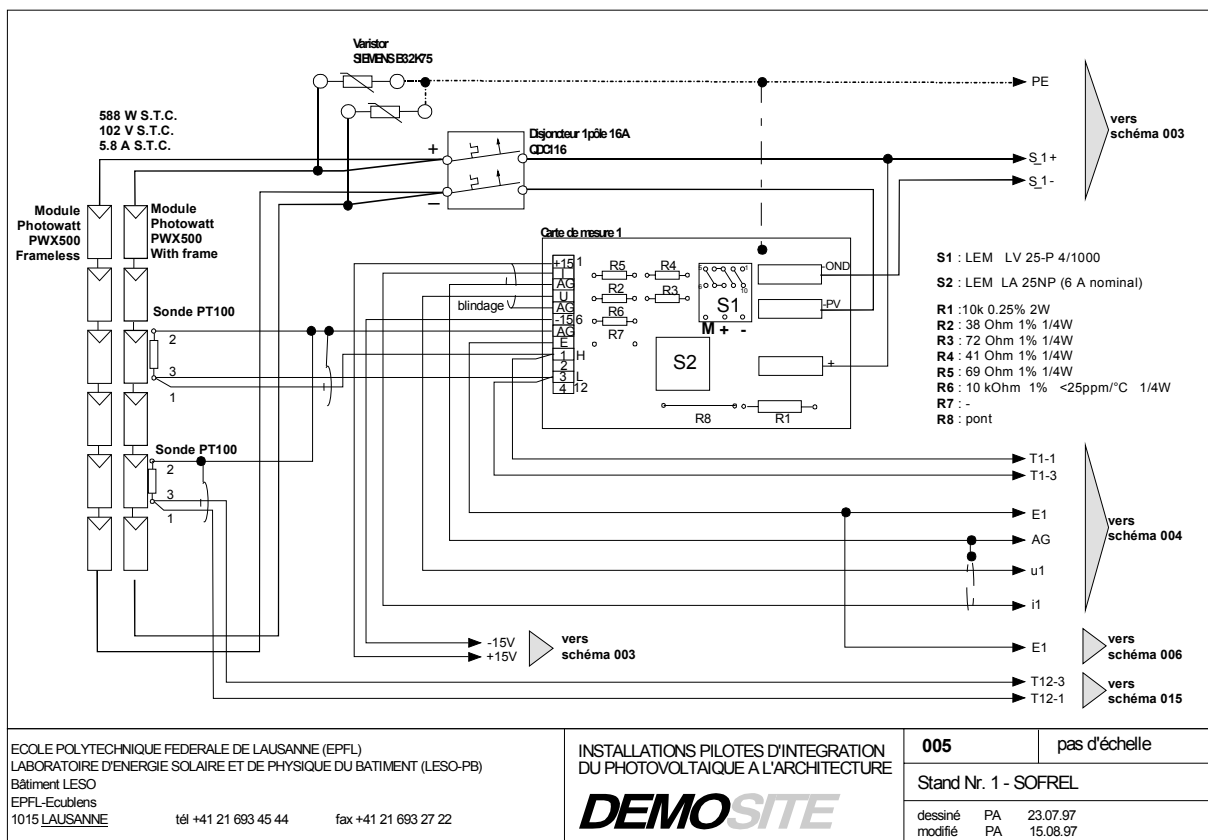 Varistor
SIEMENS B32K75
PE
588 W S.T.C.
102 V S.T.C.
5.8 A S.T.C.
vers
schéma 003
Disjoncteur 1pôle 16A
QDC116
+
S_1+
–
S_1-
Module
Photowatt
PWX500
Frameless
Module
Photowatt
PWX500
With frame
Carte de mesure 1
+15 1
I
AG
U
AG
-15 6
AG
E
1 H
2
3 L
4 12
blindage
R5
R4
R2
R3
R6
R7
5
1
6
10
S1
M + -
OND
-PV
S2
+
R8
R1
S1 : LEM LV 25-P 4/1000
S2 : LEM LA 25NP (6 A nominal)
R1 :10k 0.25% 2W
R2 : 38 Ohm 1% 1/4W
R3 : 72 Ohm 1% 1/4W
R4 : 41 Ohm 1% 1/4W
R5 : 69 Ohm 1% 1/4W
R6 : 10 kOhm 1% <25ppm/°C 1/4W
R7 : -
R8 : pont
Sonde PT100
2
3
1
Sonde PT100
2
3
1
T1-1
T1-3
E1
AG
u1
i1
vers
schéma 004
-15V
+15V
vers
schéma 003
E1
vers
schéma 006
T12-3
T12-1
vers
schéma 015
ECOLE POLYTECHNIQUE FEDERALE DE LAUSANNE (EPFL)
LABORATOIRE D'ENERGIE SOLAIRE ET DE PHYSIQUE DU BATIMENT (LESO-PB)
Bâtiment LESO
EPFL-Ecublens
1015 LAUSANNE tél +41 21 693 45 44 fax +41 21 693 27 22
INSTALLATIONS PILOTES D'INTEGRATION
DU PHOTOVOLTAIQUE A L'ARCHITECTURE
DEMOSITE
005
pas d'échelle
Stand Nr. 1 - SOFREL
dessiné PA 23.07.97
modifié PA 15.08.97